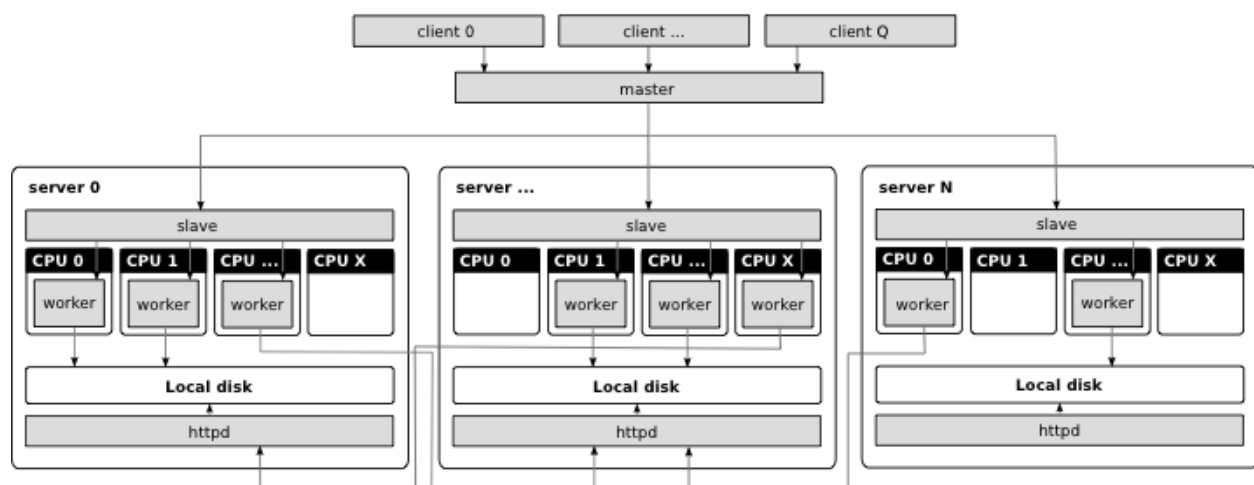 client 0 client ... client Q
master
server 0 server ... server N
slave slave slave
CPU 0 CPU 1 CPU ... CPU X CPU 0 CPU 1 CPU ... CPU X CPU 0 CPU 1 CPU ... CPU X
worker worker worker worker worker worker worker worker
Local disk Local disk Local disk
httpd httpd httpd